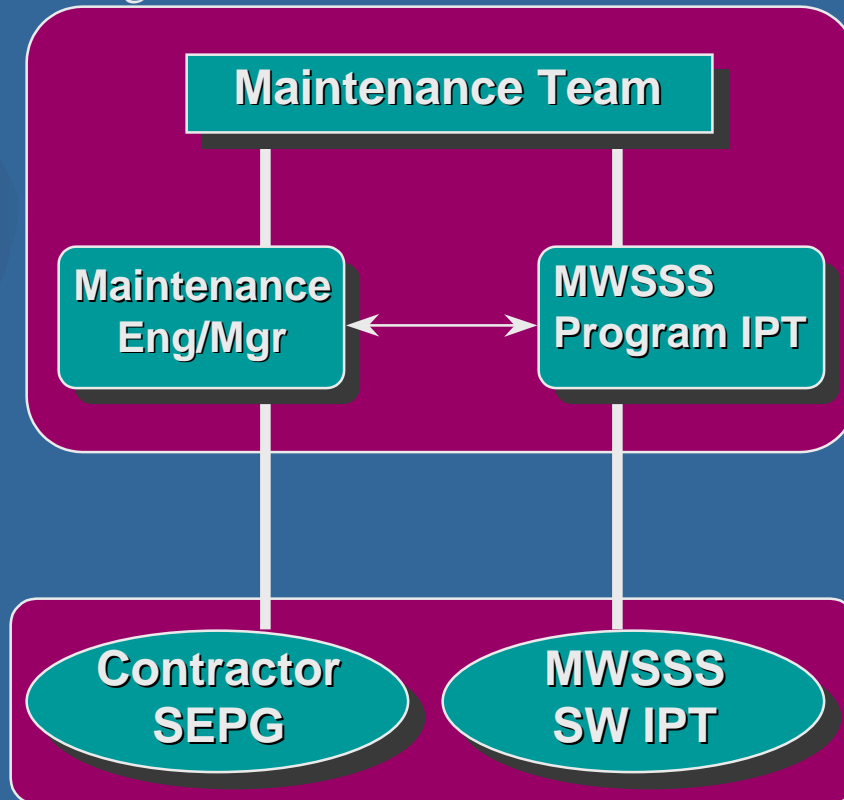 Maintenance Team
Maintenance
Eng/Mgr
MWSSS
Program IPT
Contractor
SEPG
MWSSS
SW IPT